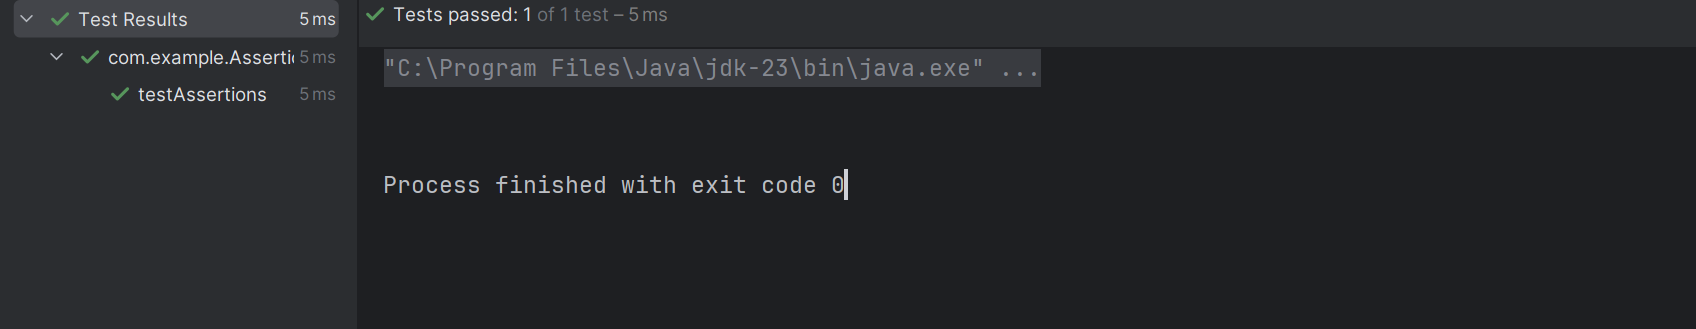 Test Results 5 ms
com.example.Asserti 5 ms
testAssertions 5 ms
Tests passed: 1 of 1 test – 5 ms
"C:\Program Files\Java\jdk-23\bin\java.exe" ...
Process finished with exit code 0